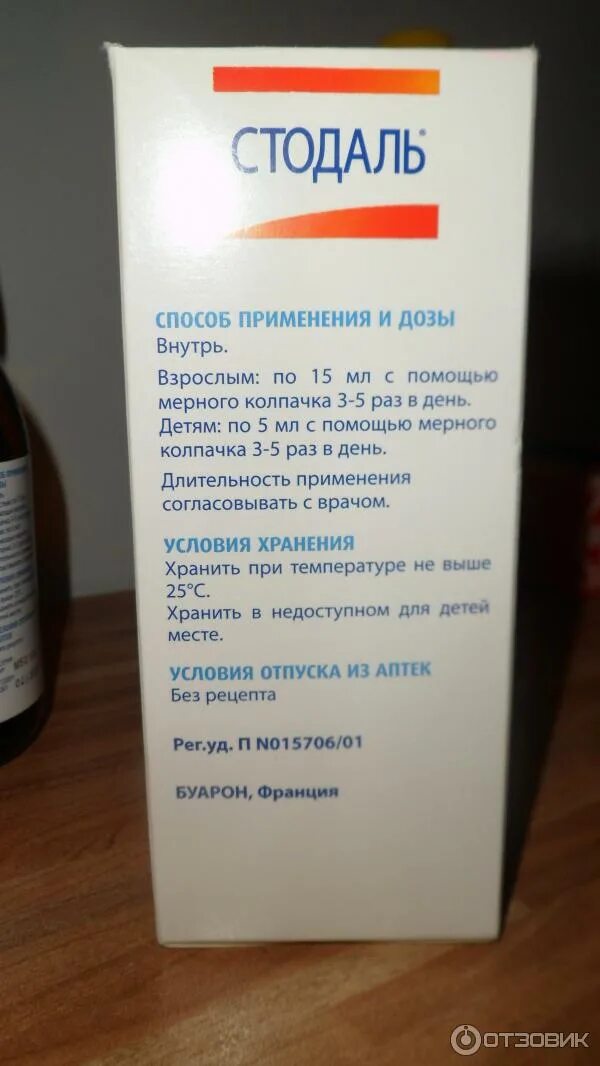 СТОДАЛЬ®
СПОСОБ ПРИМЕНЕНИЯ И ДОЗЫ
Внутрь.
Взрослым: по 15 мл с помощью
мерного колпачка 3-5 раз в день.
Детям: по 5 мл с помощью мерного
колпачка 3-5 раз в день.
Длительность применения
согласовывать с врачом.
УСЛОВИЯ ХРАНЕНИЯ
Хранить при температуре не выше
25°С.
Хранить в недоступном для детей
месте.
УСЛОВИЯ ОТПУСКА ИЗ АПТЕК
Без рецепта
Рег.уд. П N015706/01
БУАРОН, Франция
ОТЗОВИК